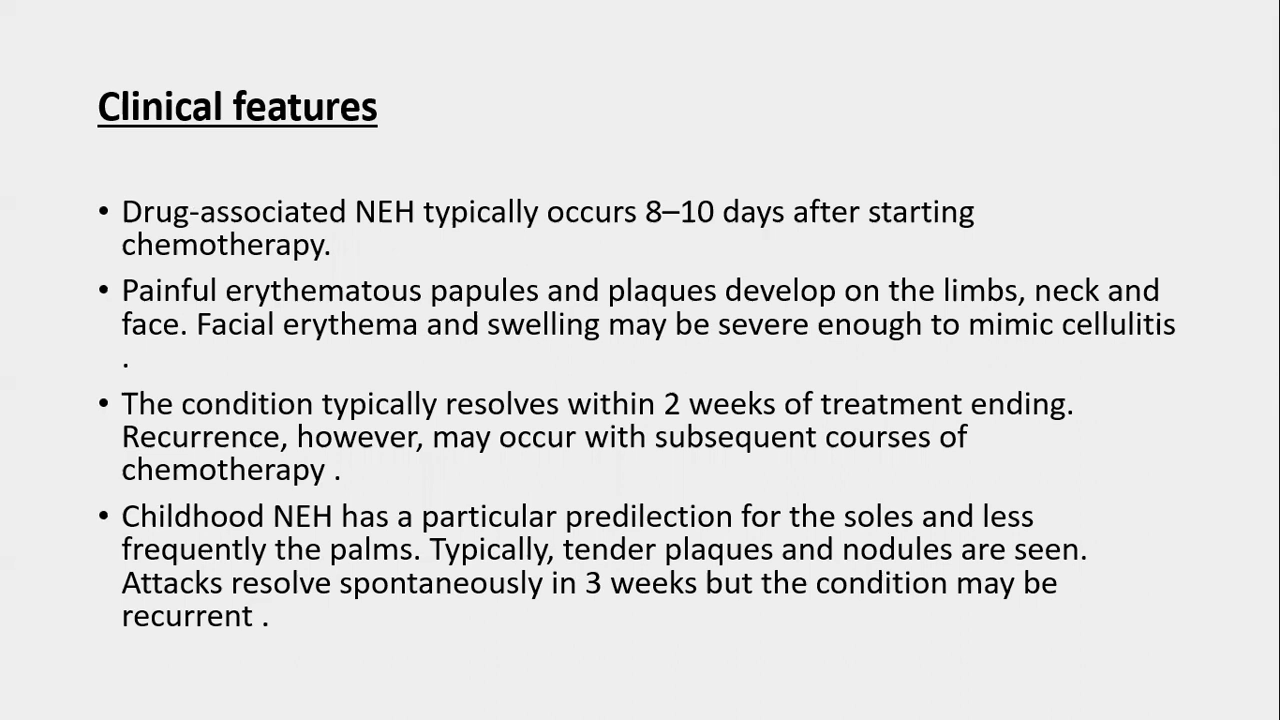 Clinical features
• Drug-associated NEH typically occurs 8–10 days after starting
chemotherapy.
• Painful erythematous papules and plaques develop on the limbs, neck and
face. Facial erythema and swelling may be severe enough to mimic cellulitis
.
• The condition typically resolves within 2 weeks of treatment ending.
Recurrence, however, may occur with subsequent courses of
chemotherapy .
• Childhood NEH has a particular predilection for the soles and less
frequently the palms. Typically, tender plaques and nodules are seen.
Attacks resolve spontaneously in 3 weeks but the condition may be
recurrent .